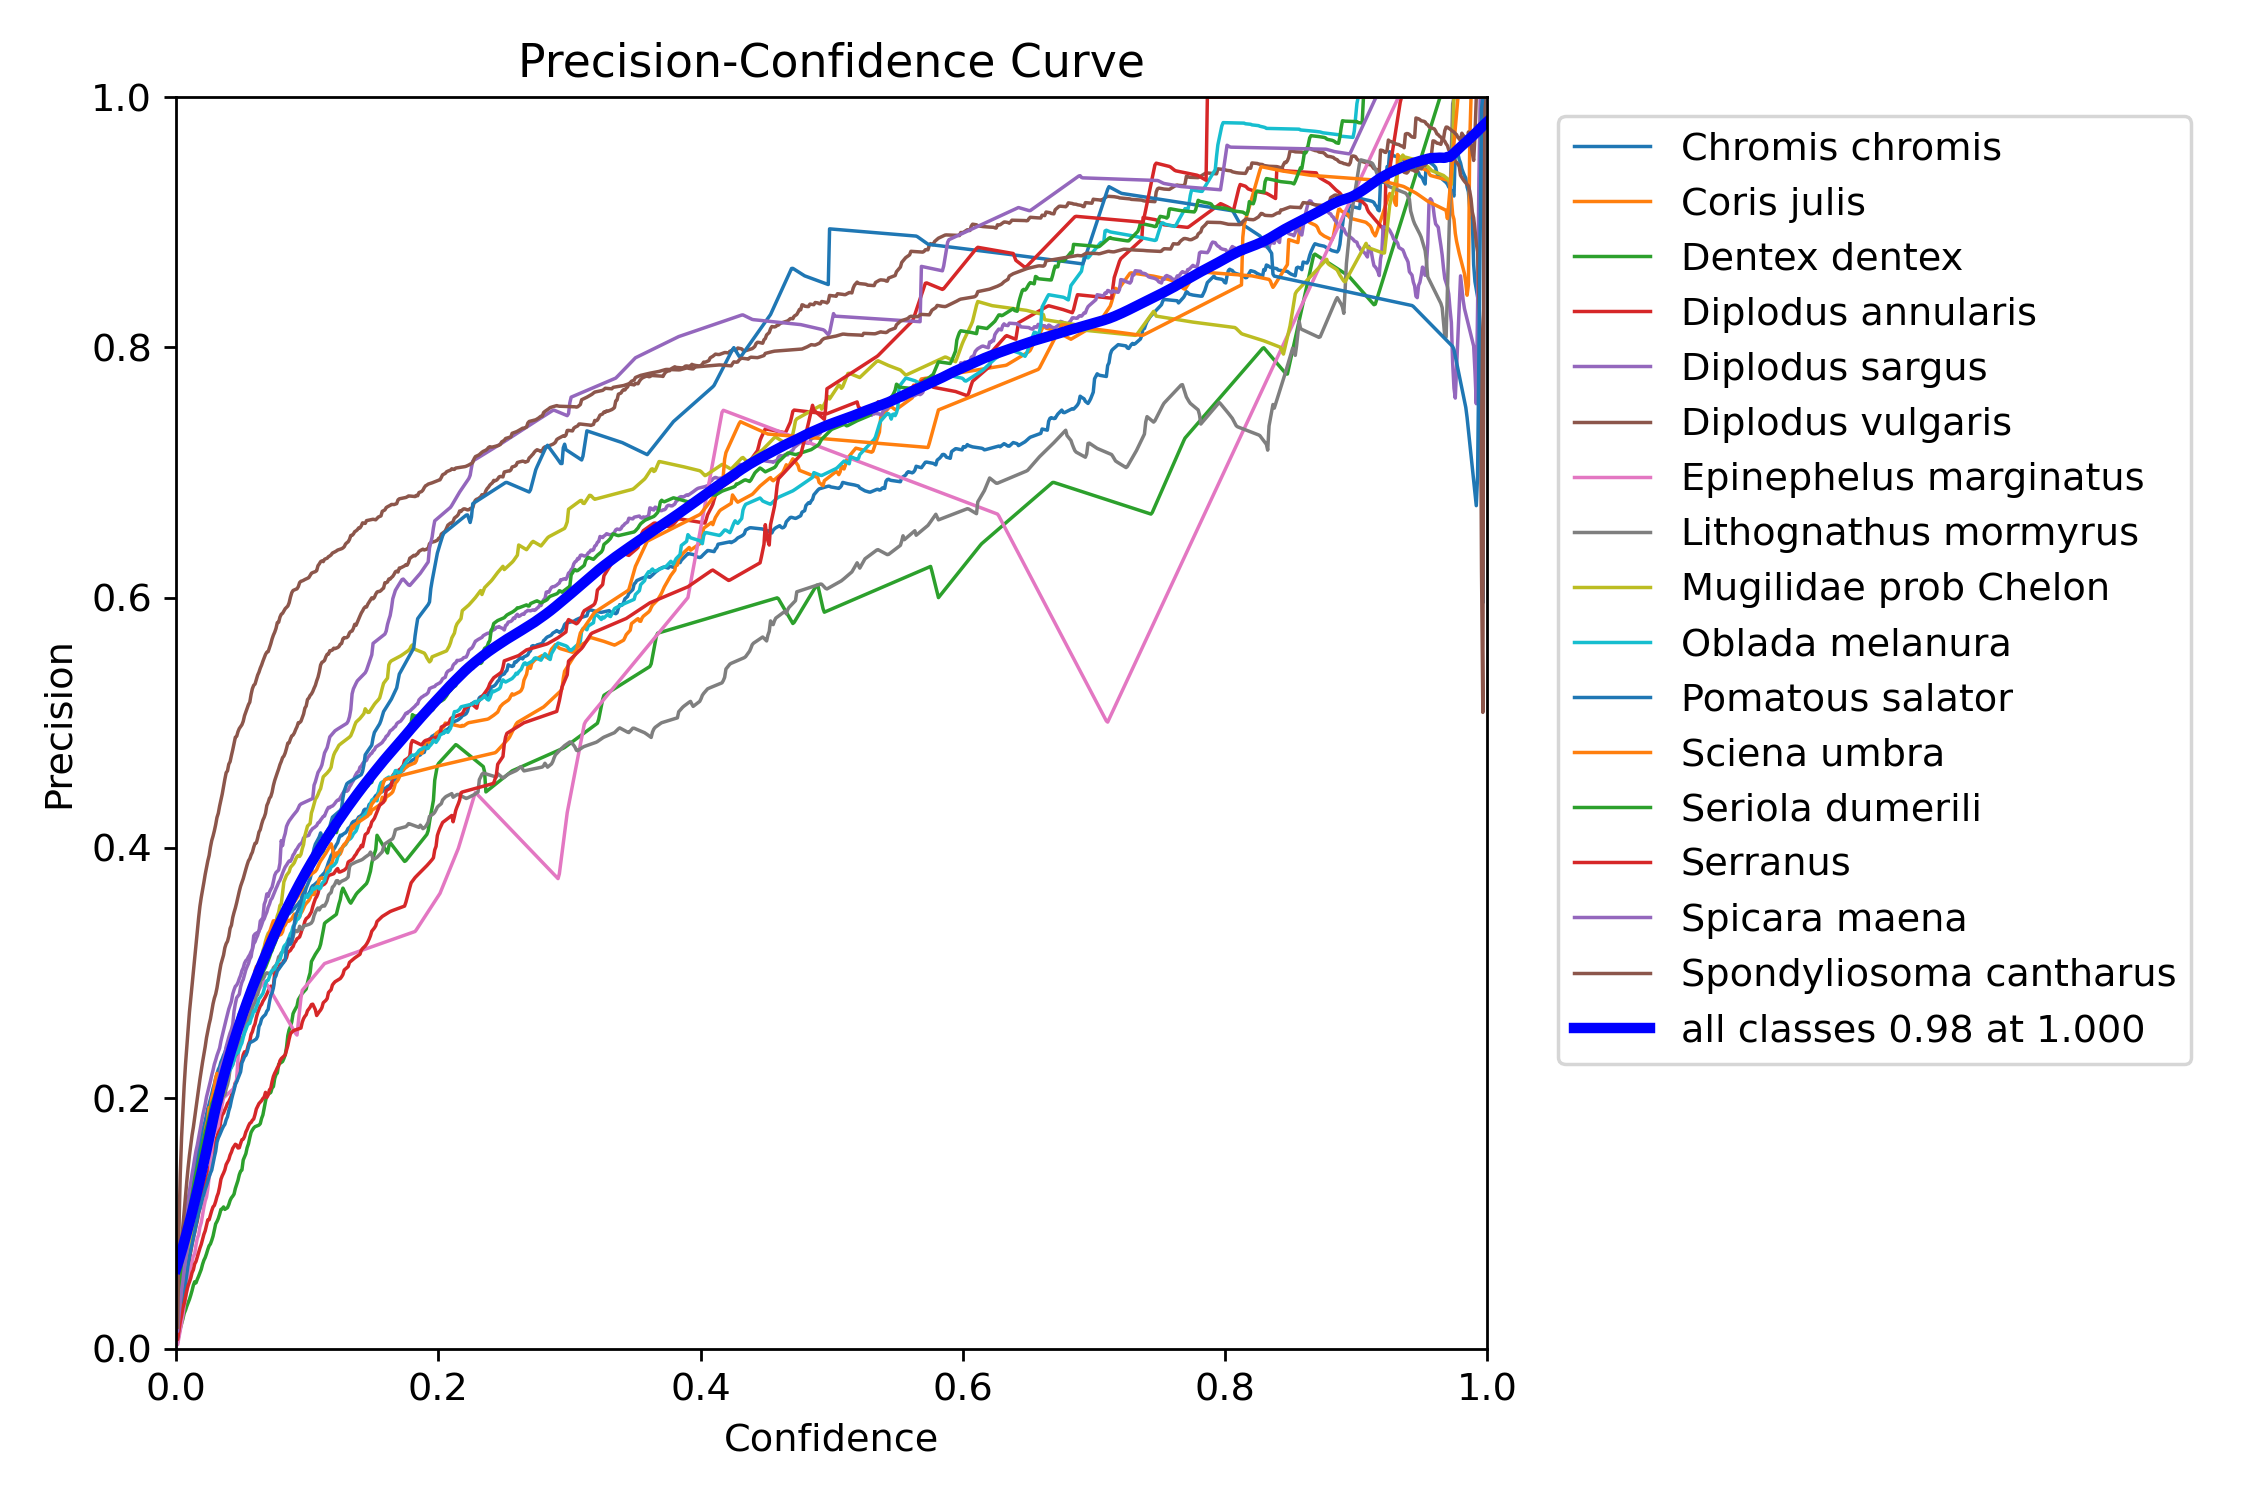 Precision-Confidence Curve
1.0
0.8
0.6
0.4
0.2
0.0
Precision
0.0 0.2 0.4 0.6 0.8 1.0
Confidence
Chromis chromis
Coris julis
Dentex dentex
Diplodus annularis
Diplodus sargus
Diplodus vulgaris
Epinephelus marginatus
Lithognathus mormyrus
Mugilidae prob Chelon
Oblada melanura
Pomatous salator
Sciena umbra
Seriola dumerili
Serranus
Spicara maena
Spondyliosoma cantharus
all classes 0.98 at 1.000